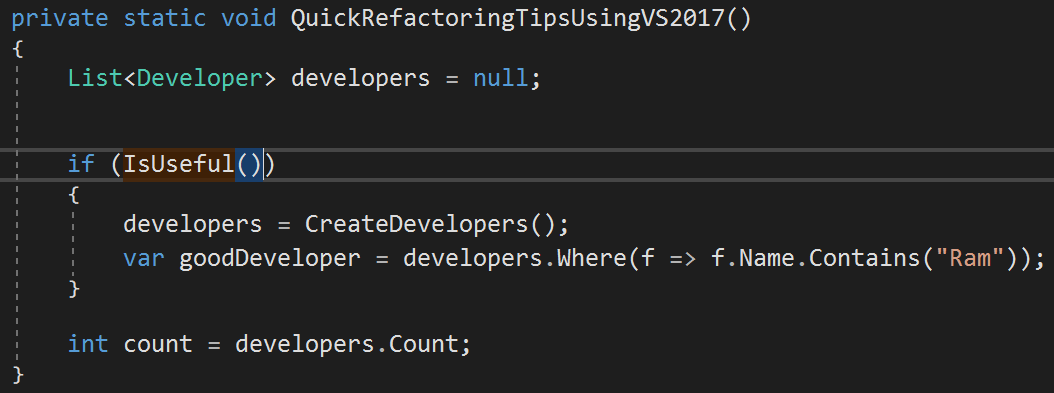 private static void QuickRefactoringTipsUsingVS2017()
{
    List<Developer> developers = null;
    if (IsUseful())
    {
        developers = CreateDevelopers();
        var goodDeveloper = developers.Where(f => f.Name.Contains("Ram"));
    }
    int count = developers.Count;
}